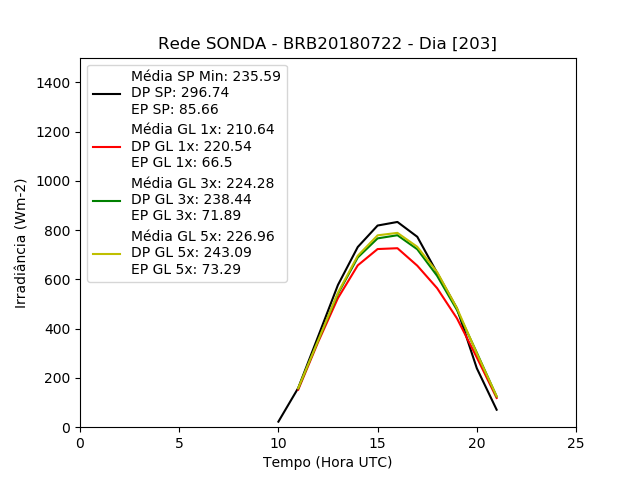 Rede SONDA - BRB20180722 - Dia [203]
Média SP Min: 235.59
DP SP: 296.74
EP SP: 85.66
Média GL 1x: 210.64
DP GL 1x: 220.54
EP GL 1x: 66.5
Média GL 3x: 224.28
DP GL 3x: 238.44
EP GL 3x: 71.89
Média GL 5x: 226.96
DP GL 5x: 243.09
EP GL 5x: 73.29
Irradiância (Wm-2)
1400
1200
1000
800
600
400
200
0
0 5 10 15 20 25
Tempo (Hora UTC)